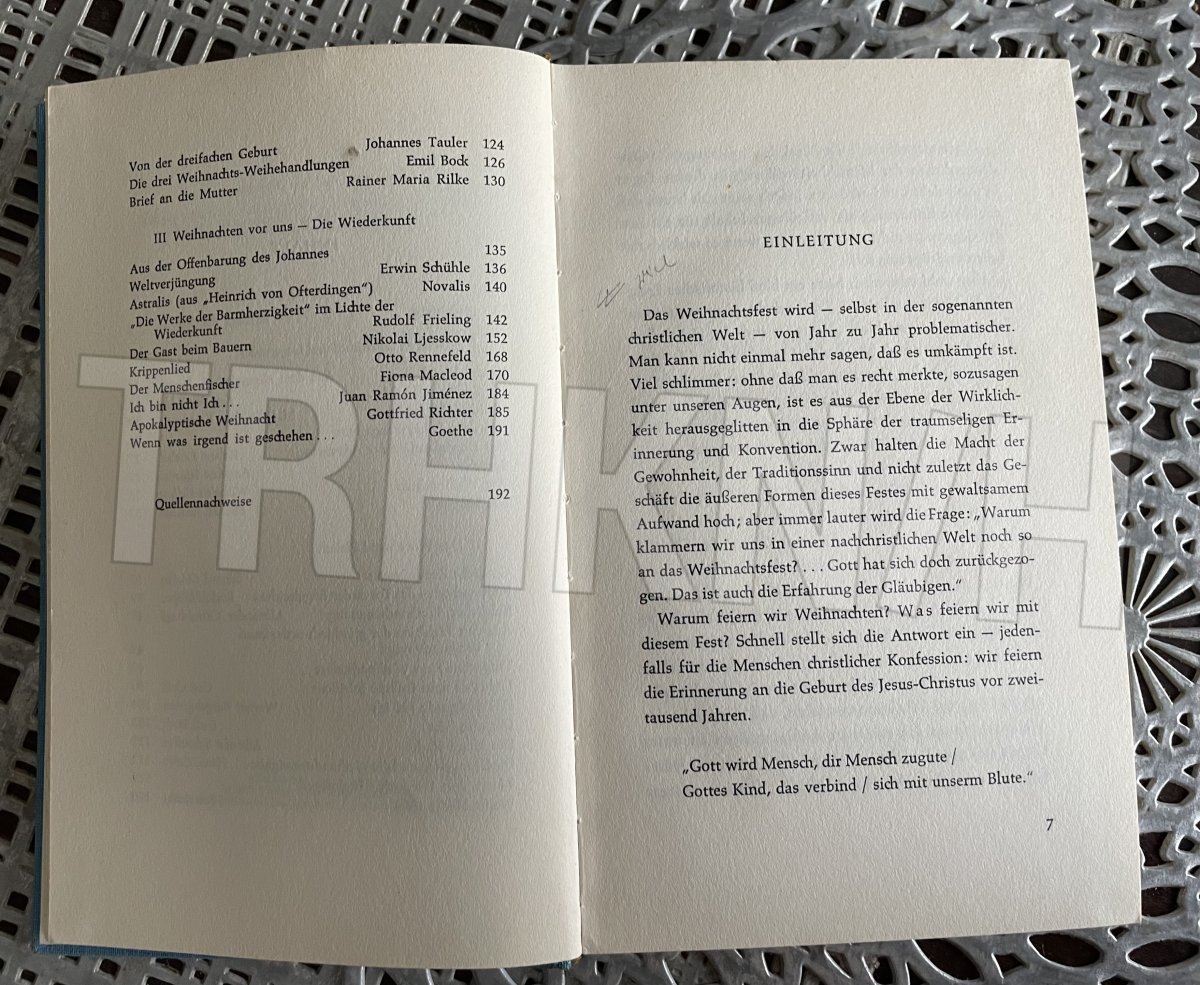 Von der dreifachen Geburt Johannes Tauler 124
Die drei Weihnachts-Weihehandlungen Emil Bock 126
Brief an die Mutter Rainer Maria Rilke 130
III Weihnachten vor uns — Die Wiederkunft
Aus der Offenbarung des Johannes 135
Weltverjüngung Erwin Schühle 136
Astralis (aus „Heinrich von Ofterdingen“) Novalis 140
„Die Werke der Barmherzigkeit“ im Lichte der
Wiederkunft Rudolf Frieling 142
Der Gast beim Bauern Nikolai Ljesskow 152
Krippenlied Otto Rennefeld 168
Der Menschenfischer Fiona Macleod 170
Ich bin nicht Ich . . . Juan Ramón Jiménez 184
Apokalyptische Weihnacht Gottfried Richter 185
Wenn was irgend ist geschehen . . . Goethe 191
Quellennachweise 192
EINLEITUNG
Das Weihnachtsfest wird — selbst in der sogenannten
christlichen Welt — von Jahr zu Jahr problematischer.
Man kann nicht einmal mehr sagen, daß es umkämpft ist.
Viel schlimmer: ohne daß man es recht merkte, sozusagen
unter unseren Augen, ist es aus der Ebene der Wirklich-
keit herausgeglitten in die Sphäre der traumseligen Er-
innerung und Konvention. Zwar halten die Macht der
Gewohnheit, der Traditionssinn und nicht zuletzt das Ge-
schäft die äußeren Formen dieses Festes mit gewaltsamem
Aufwand hoch; aber immer lauter wird die Frage: „Warum
klammern wir uns in einer nachchristlichen Welt noch so
an das Weihnachtsfest? . . . Gott hat sich doch zurückgezo-
gen. Das ist auch die Erfahrung der Gläubigen.“
Warum feiern wir Weihnachten? Was feiern wir mit
diesem Fest? Schnell stellt sich die Antwort ein — jeden-
falls für die Menschen christlicher Konfession: wir feiern
die Erinnerung an die Geburt des Jesus-Christus vor zwei-
tausend Jahren.
„Gott wird Mensch, dir Mensch zugute /
Gottes Kind, das verbind / sich mit unserm Blute.“
7